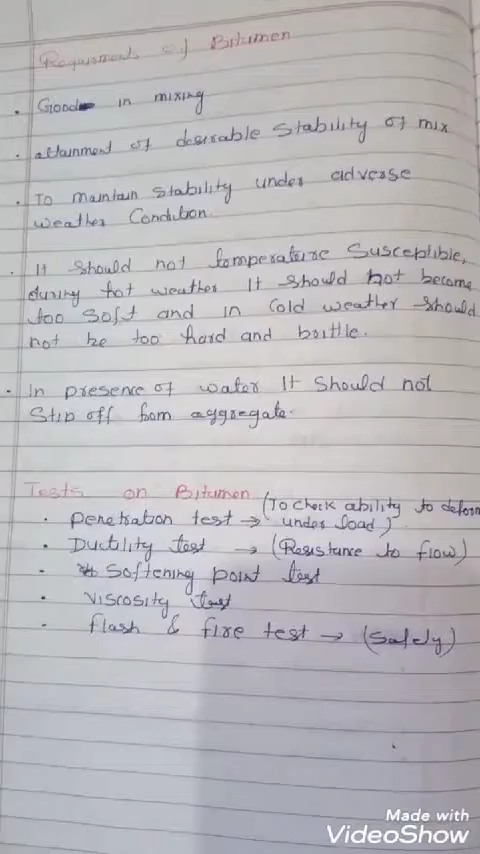 Requirements of Bitumen
• Good in mixing
• attainment of desirable stability of mix
• To maintain stability under adverse
weather Condition.
• It should not temperature Susceptible,
during hot weather It should not become
too soft and in cold weather should
not be too hard and brittle.
• In presence of water It should not
Strip off from aggregate.
Tests on Bitumen
(To check ability to deform
• Penetration test → under load)
• Ductility test → (Resistance to flow)
• Softening point test
• Viscosity test
• flash & fire test → (Safely)
Made with
VideoShow